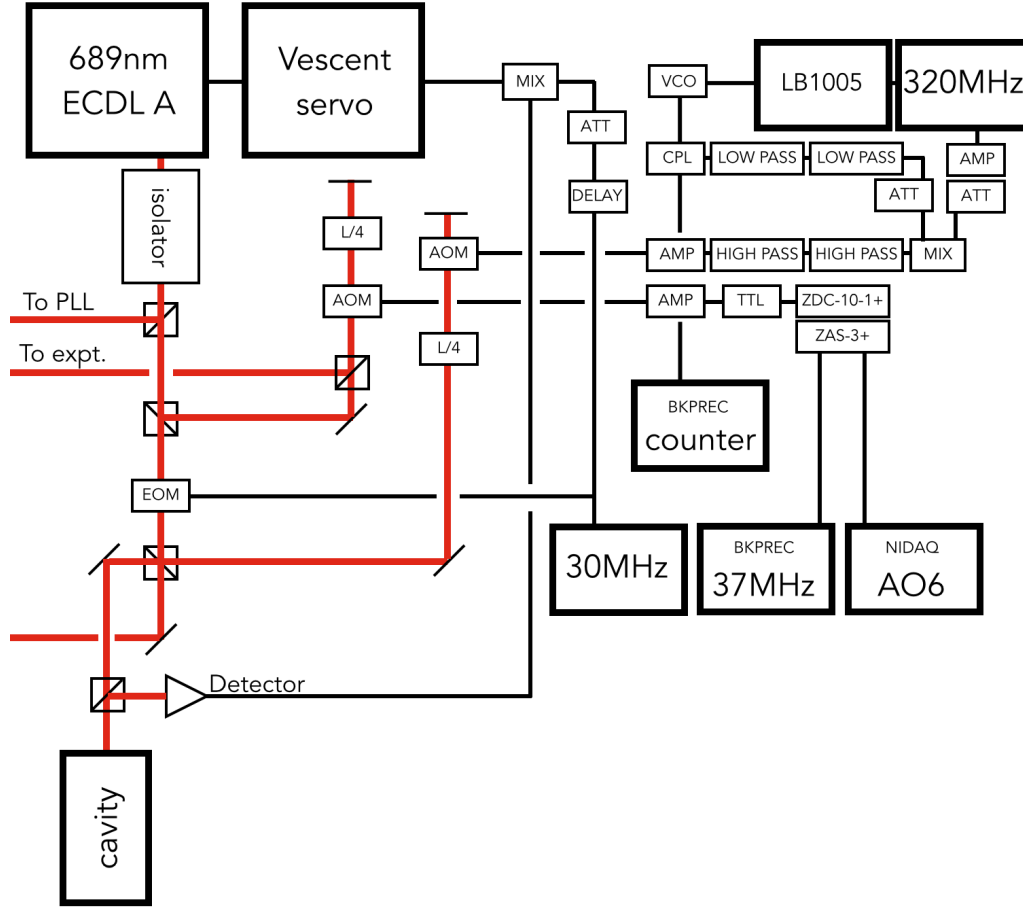 689nm
ECDL A
Vescent
servo
MIX
VCO
LB1005
320MHz
ATT
CPL
LOW PASS
LOW PASS
AMP
isolator
DELAY
ATT
ATT
L/4
AOM
AMP
HIGH PASS
HIGH PASS
MIX
To PLL
AOM
AMP
TTL
ZDC-10-1+
ZAS-3+
To expt.
L/4
BKPREC
counter
EOM
30MHz
BKPREC
37MHz
NIDAQ
AO6
Detector
cavity